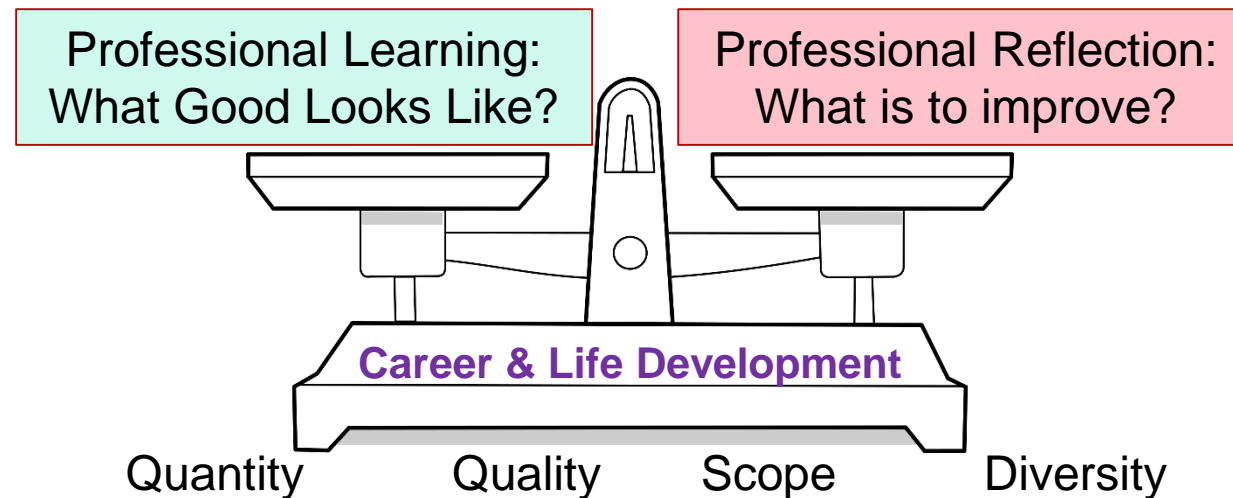 Professional Learning:
What Good Looks Like?
Professional Reflection:
What is to improve?
Career & Life Development
Quantity Quality Scope Diversity